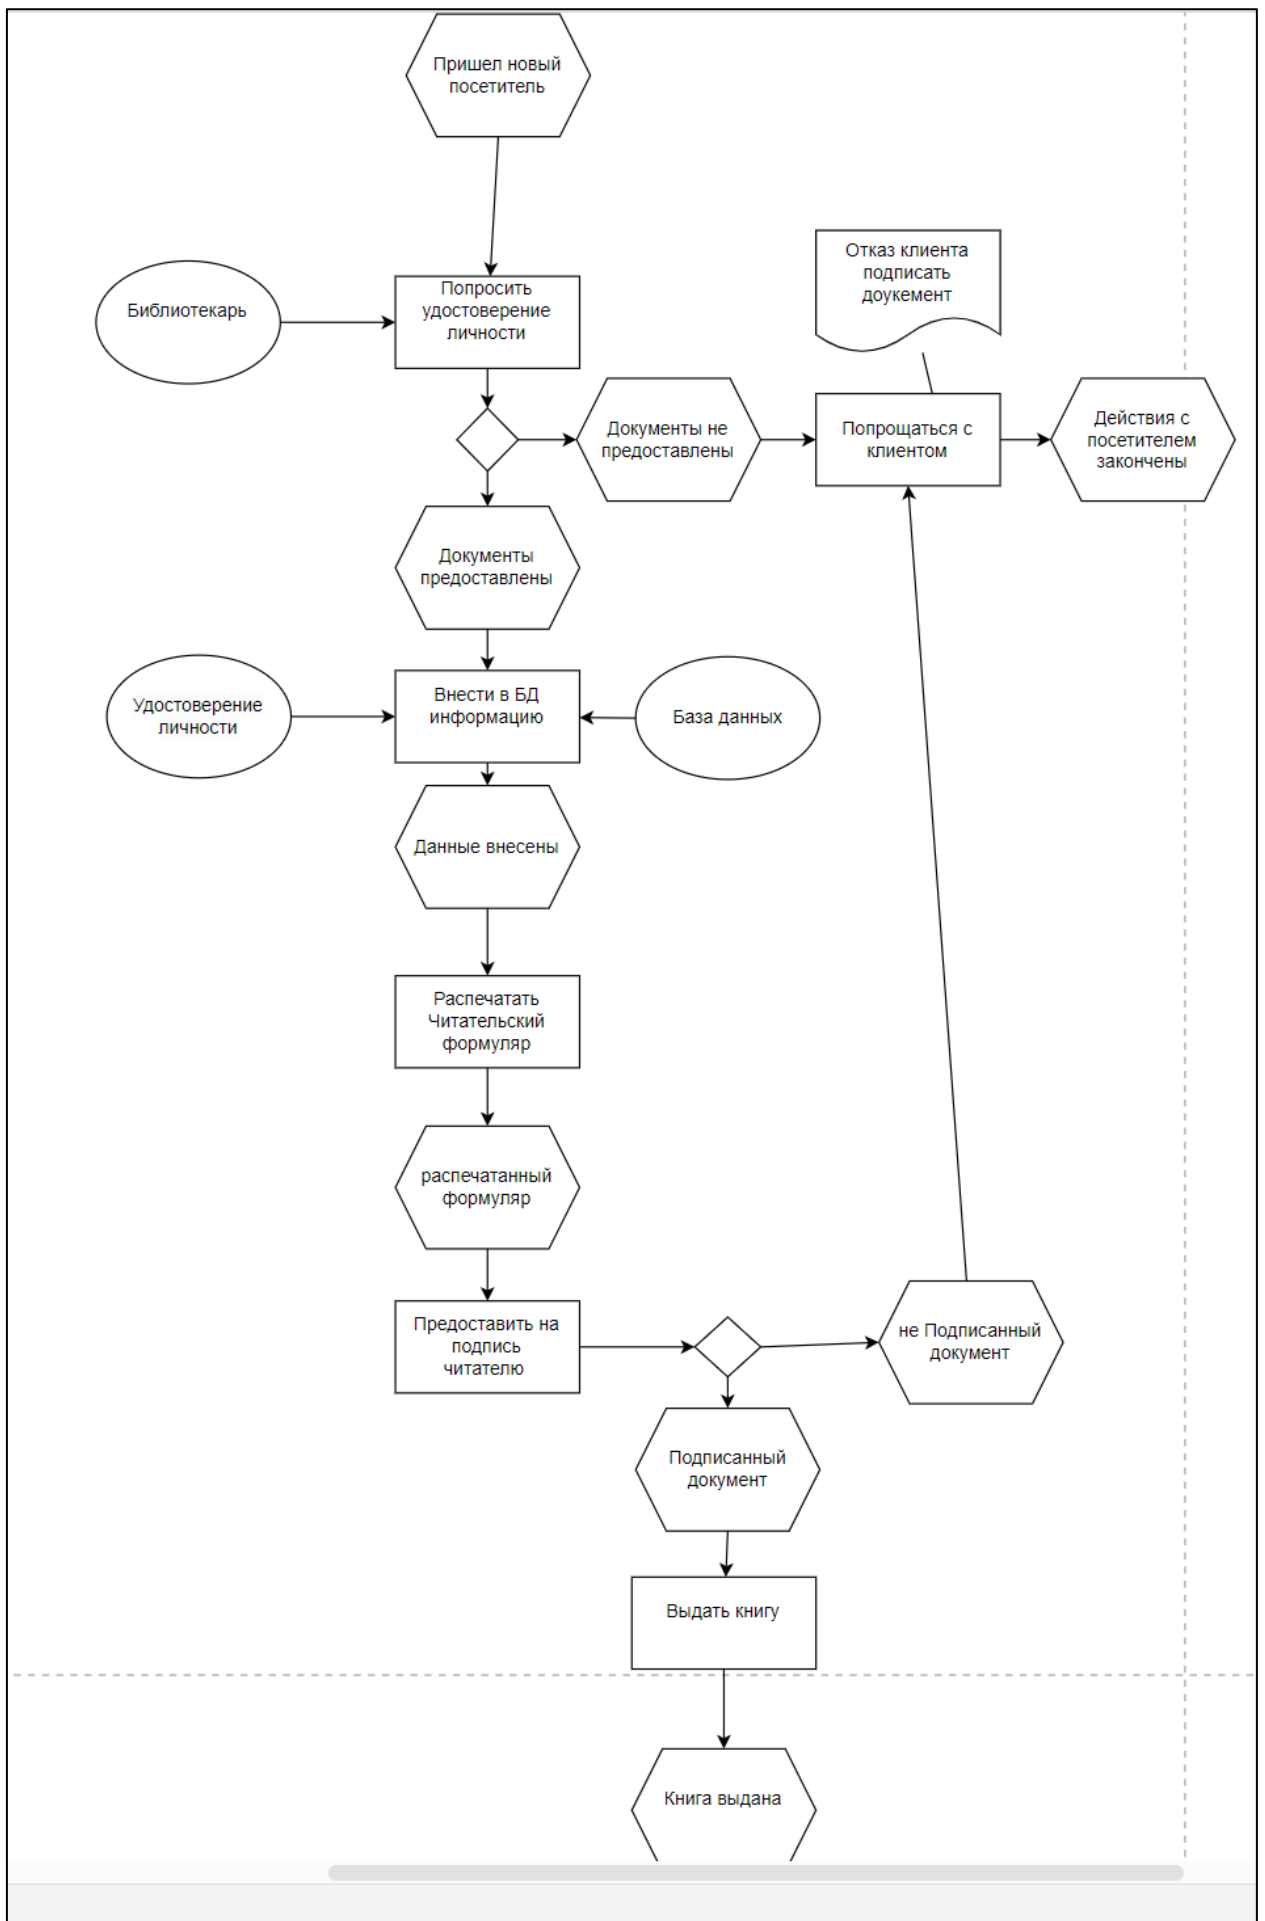 Пришел новый
посетитель
Отказ клиента
подписать
доукемент
Библиотекарь
Попросить
удостоверение
личности
Документы не
предоставлены
Попрощаться с
клиентом
Действия с
посетителем
закончены
Документы
предоставлены
Удостоверение
личности
Внести в БД
информацию
База данных
Данные внесены
Распечатать
Читательский
формуляр
распечатанный
формуляр
Предоставить на
подпись
читателю
не Подписанный
документ
Подписанный
документ
Выдать книгу
Книга выдана